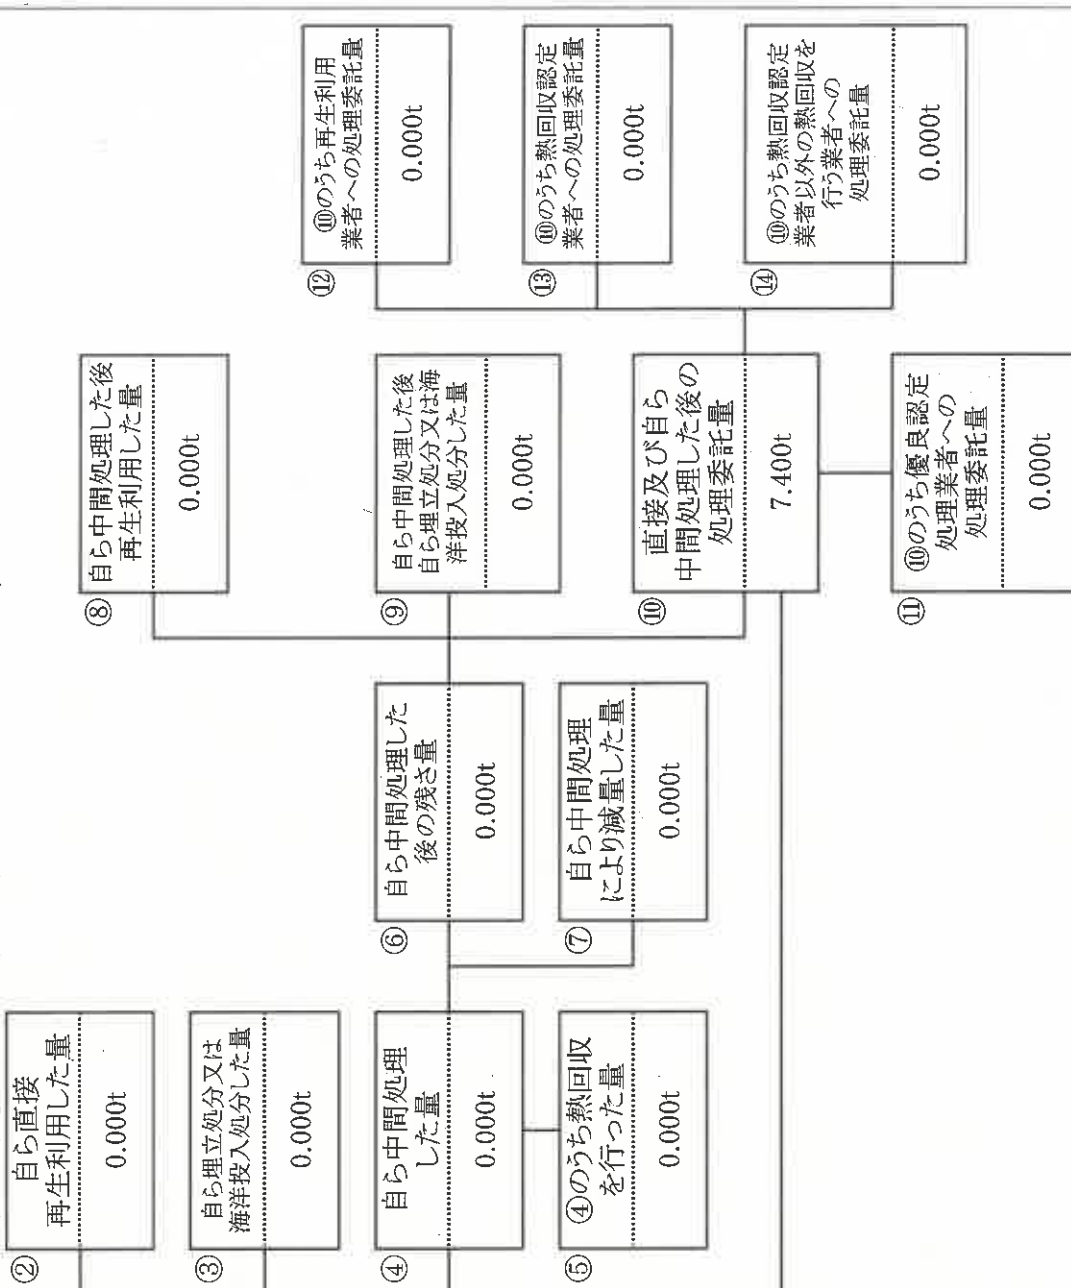 ②
自ら直接
再生利用した量
0.000t
③
自ら埋立処分又は
海洋投入処分した量
0.000t
④
自ら中間処理
した量
0.000t
⑤
④のうち熱回収
を行った量
0.000t
⑥
自ら中間処理した
後の残さ量
0.000t
⑦
自ら中間処理
により減量した量
0.000t
⑧
自ら中間処理した後
再生利用した量
0.000t
⑨
自ら中間処理した後
自ら埋立処分又は海
洋投入処分した量
0.000t
⑩
直接及び自ら
中間処理した後の
処理委託量
7.400t
⑪
⑩のうち優良認定
処理業者への
処理委託量
0.000t
⑫
⑩のうち再生利用
業者への処理委託量
0.000t
⑬
⑩のうち熱回収認定
業者への処理委託量
0.000t
⑭
⑩のうち熱回収認定
業者以外の熱回収を
行う業者への
処理委託量
0.000t